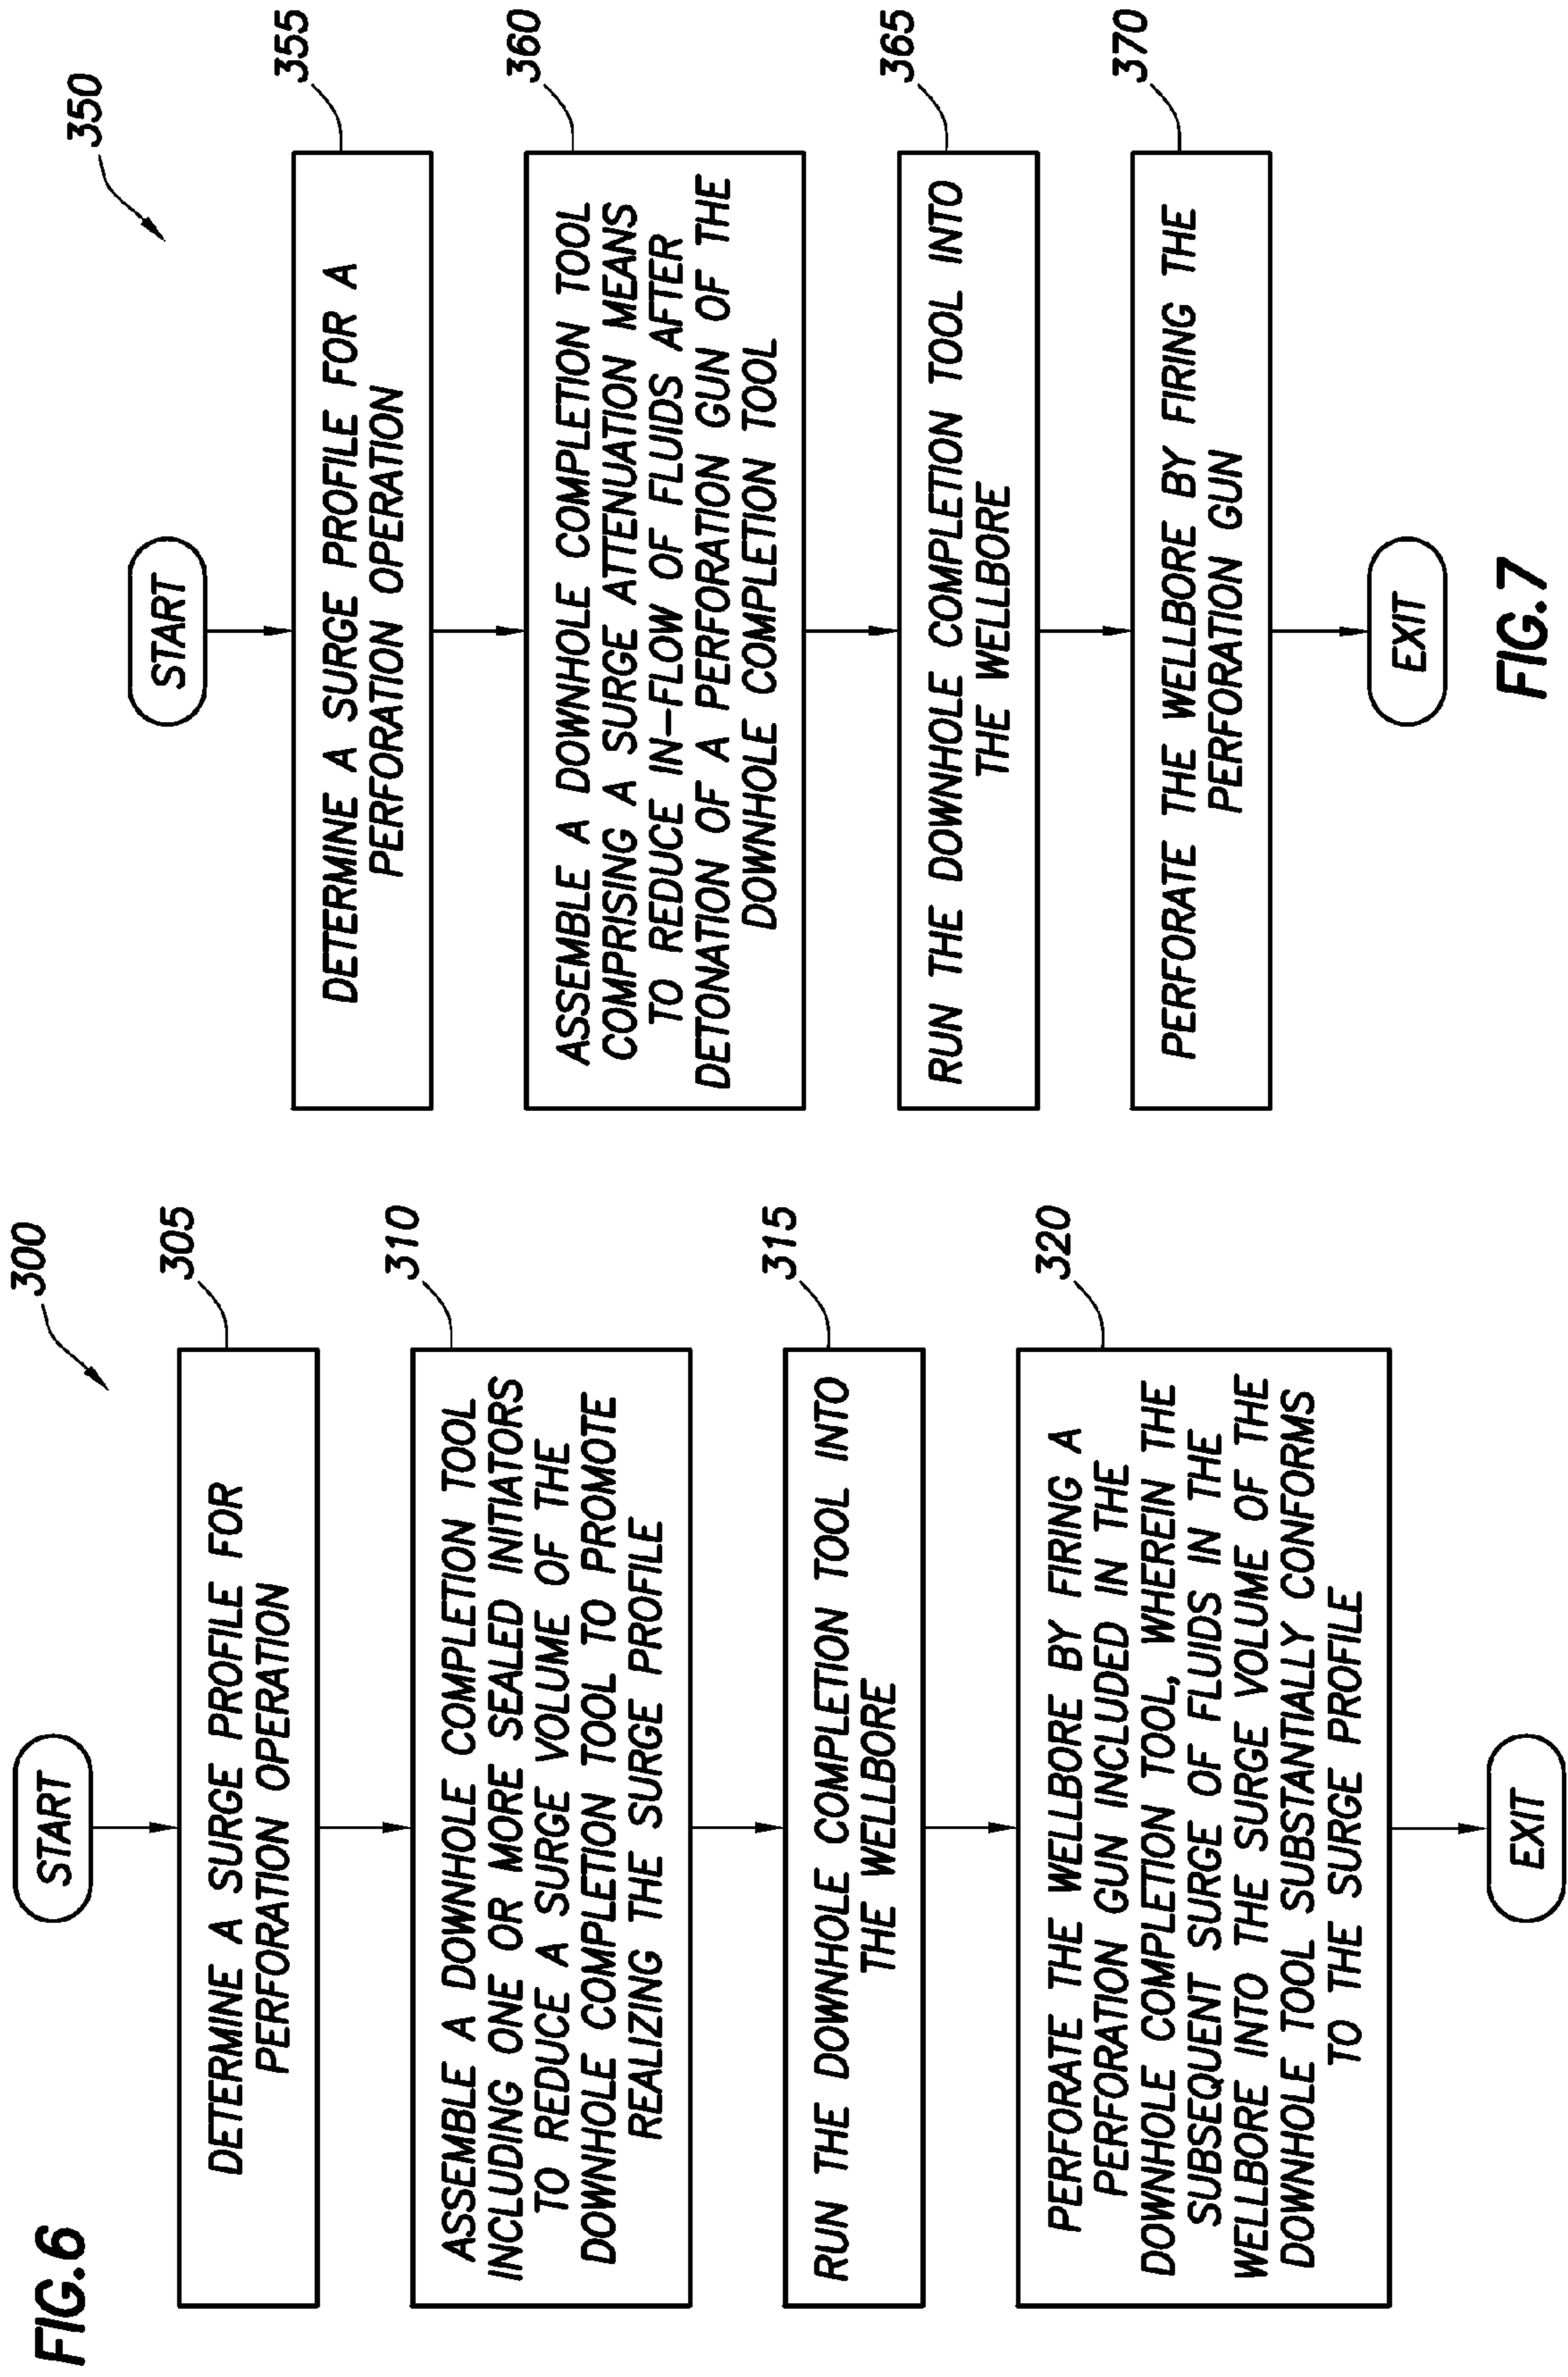 FIG.6
300
START
305
DETERMINE A SURGE PROFILE FOR
PERFORATION OPERATION
310
ASSEMBLE A DOWNHOLE COMPLETION TOOL
INCLUDING ONE OR MORE SEALED INITIATORS
TO REDUCE A SURGE VOLUME OF THE
DOWNHOLE COMPLETION TOOL TO PROMOTE
REALIZING THE SURGE PROFILE
315
RUN THE DOWNHOLE COMPLETION TOOL INTO
THE WELLBORE
320
PERFORATE THE WELLBORE BY FIRING A
PERFORATION GUN INCLUDED IN THE
DOWNHOLE COMPLETION TOOL, WHEREIN THE
SUBSEQUENT SURGE OF FLUIDS IN THE
WELLBORE INTO THE SURGE VOLUME OF THE
DOWNHOLE TOOL SUBSTANTIALLY CONFORMS
TO THE SURGE PROFILE
EXIT
350
START
355
DETERMINE A SURGE PROFILE FOR A
PERFORATION OPERATION
360
ASSEMBLE A DOWNHOLE COMPLETION TOOL
COMPRISING A SURGE ATTENUATION MEANS
TO REDUCE IN-FLOW OF FLUIDS AFTER
DETONATION OF A PERFORATION GUN OF THE
DOWNHOLE COMPLETION TOOL
365
RUN THE DOWNHOLE COMPLETION TOOL INTO
THE WELLBORE
370
PERFORATE THE WELLBORE BY FIRING THE
PERFORATION GUN
EXIT
FIG.7